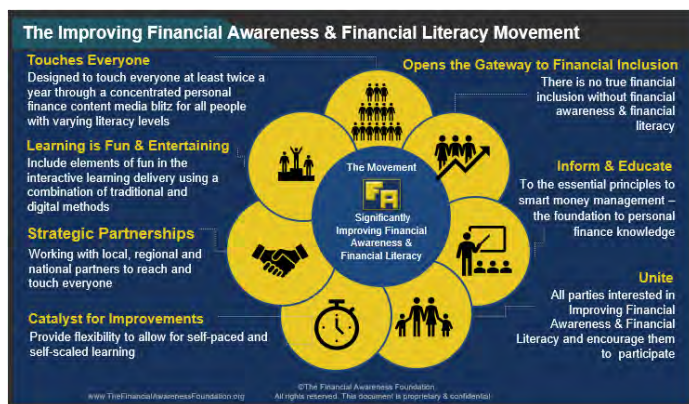 The Improving Financial Awareness & Financial Literacy Movement
Touches Everyone
Designed to touch everyone at least twice a
year through a concentrated personal
finance content media blitz for all people
with varying literacy levels
Learning is Fun & Entertaining
Include elements of fun in the
interactive learning delivery using a
combination of traditional and
digital methods
Strategic Partnerships
Working with local, regional and
national partners to reach and
touch everyone
Catalyst for Improvements
Provide flexibility to allow for self-paced and
self-scaled learning
The Movement
FA
Significantly
Improving Financial
Awareness &
Financial Literacy
Opens the Gateway to Financial Inclusion
There is no true financial
inclusion without financial
awareness & financial
literacy
Inform & Educate
To the essential principles to
smart money management –
the foundation to personal
finance knowledge
Unite
All parties interested in
Improving Financial
Awareness & Financial
Literacy and encourage them
to participate
www.TheFinancialAwarenessFoundation.org
©The Financial Awareness Foundation.
All rights reserved. This document is proprietary & confidential